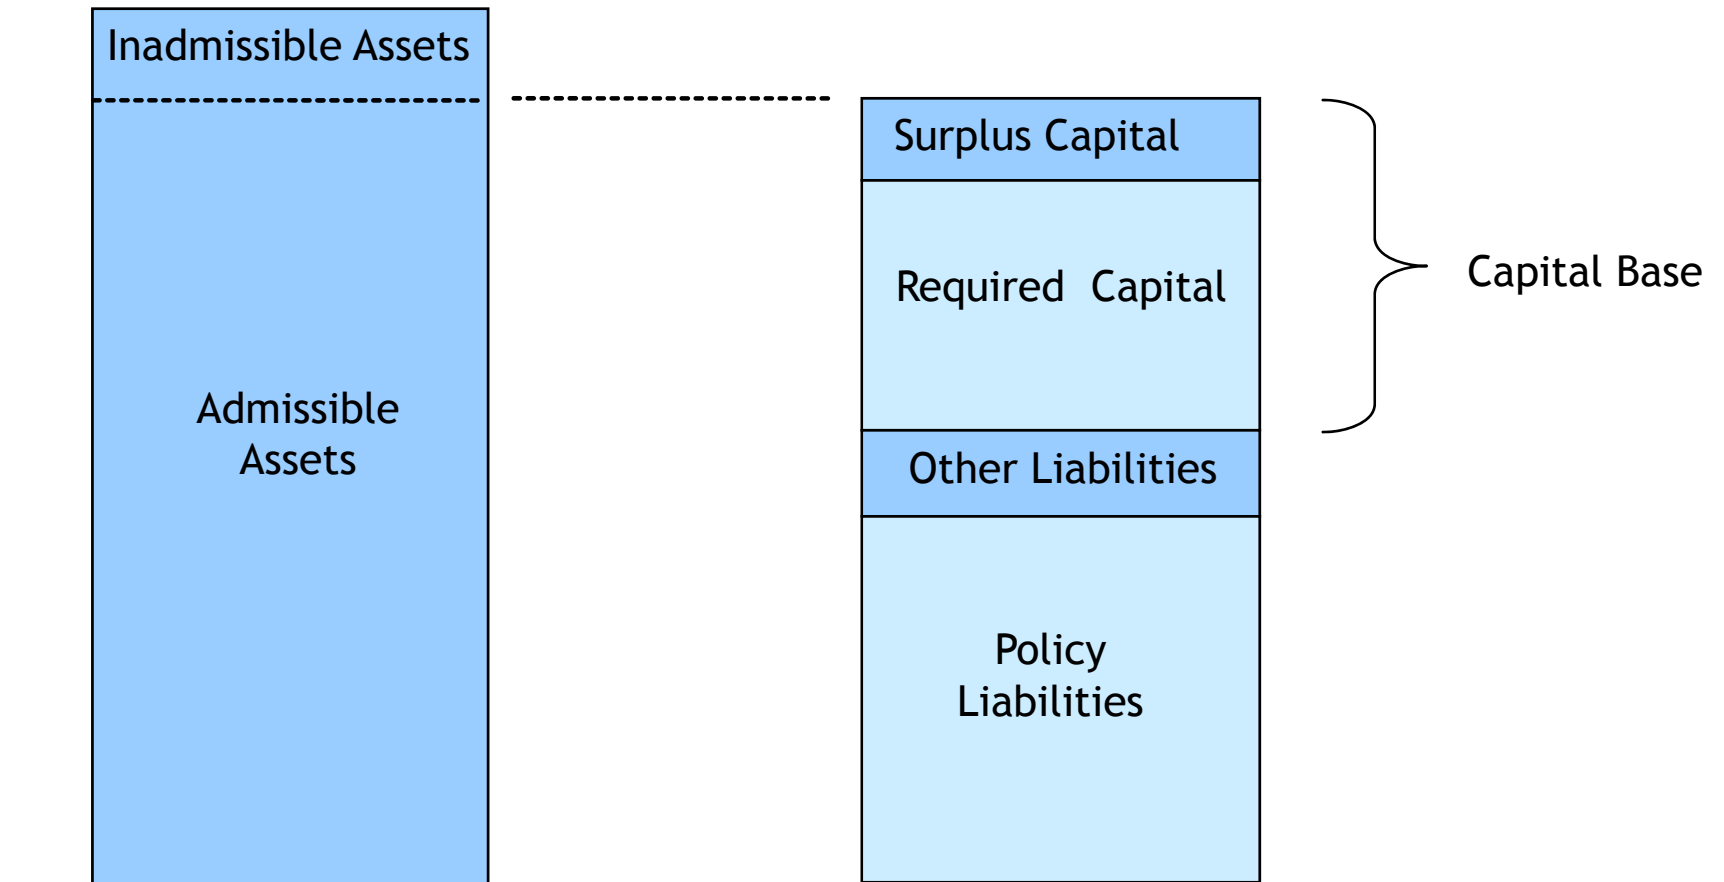 Inadmissible Assets
Admissible
Assets
Surplus Capital
Required  Capital
Other Liabilities
Policy
Liabilities
Capital Base